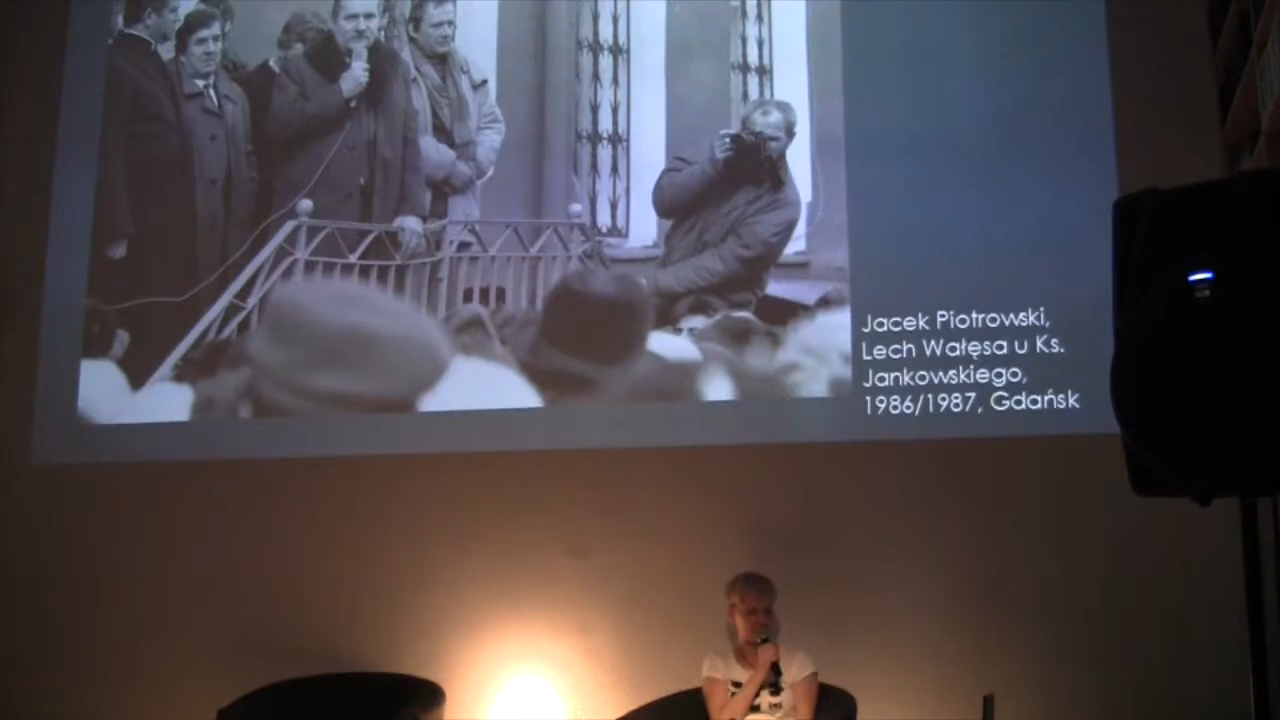 Jacek Piotrowski,
Lech Wałęsa u Ks.
Jankowskiego,
1986/1987, Gdańsk